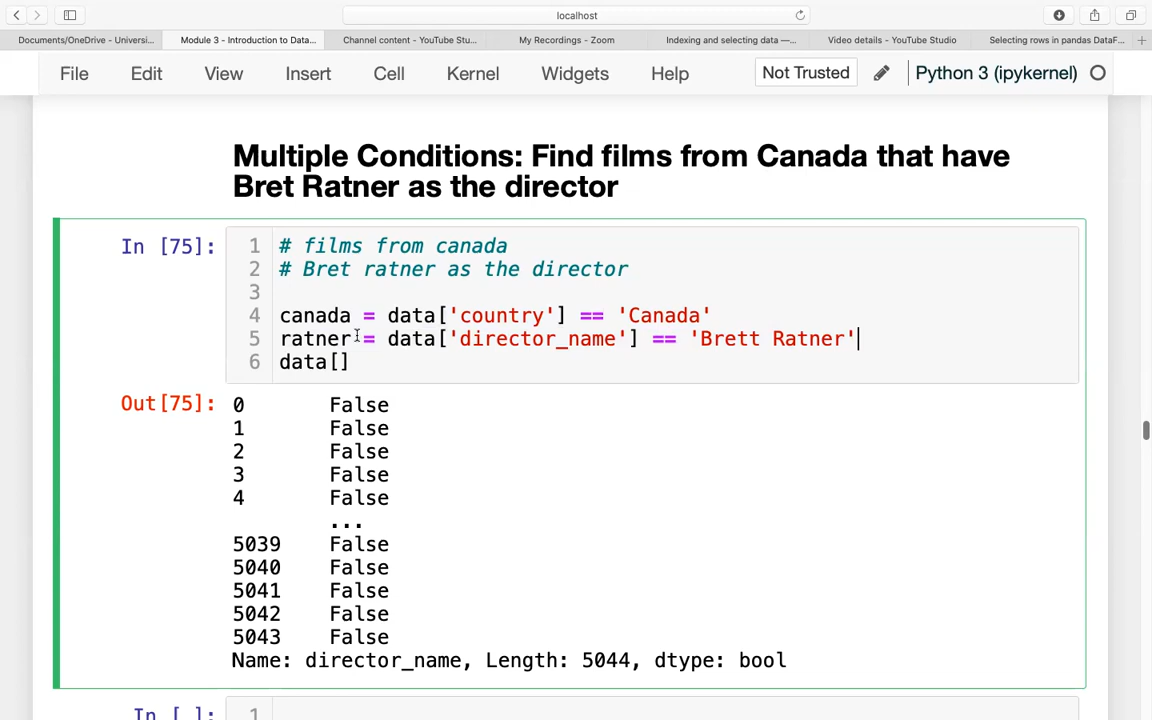 localhost
Documents/OneDrive - Universi...
Module 3 - Introduction to Data...
Channel content - YouTube Stu...
My Recordings - Zoom
Indexing and selecting data —...
Video details - YouTube Studio
Selecting rows in pandas DataF...
File Edit View Insert Cell Kernel Widgets Help Not Trusted Python 3 (ipykernel)
Multiple Conditions: Find films from Canada that have
Bret Ratner as the director
In [75]:
1 # films from canada
2 # Bret ratner as the director
3
4 canada = data['country'] == 'Canada'
5 ratner = data['director_name'] == 'Brett Ratner'
6 data[]
Out[75]:
0 False
1 False
2 False
3 False
4 False
...
5039 False
5040 False
5041 False
5042 False
5043 False
Name: director_name, Length: 5044, dtype: bool
In [ ]:
1